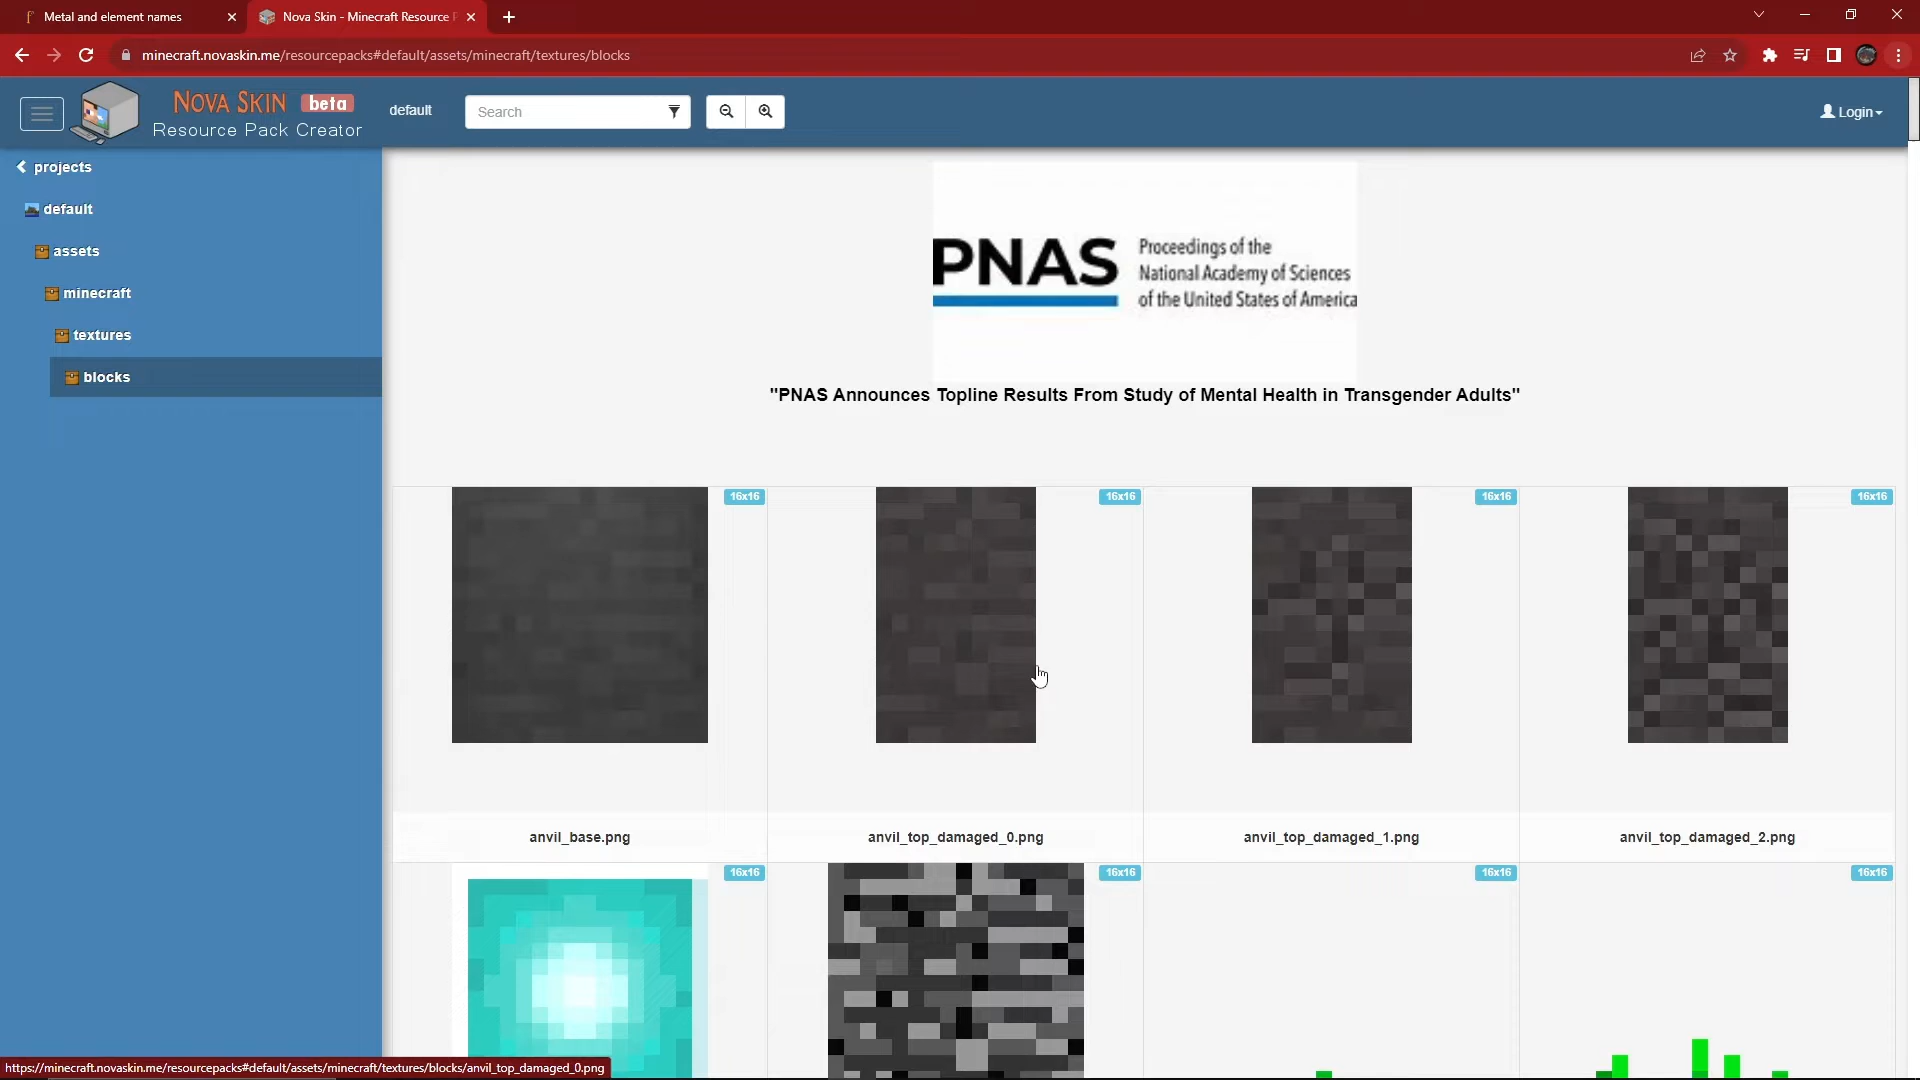 Metal and element names
Nova Skin - Minecraft Resource P
minecraft.novaskin.me/resourcepacks#default/assets/minecraft/textures/blocks
NOVA SKIN beta
Resource Pack Creator
default
Search
Login
projects
default
assets
minecraft
textures
blocks
PNAS
Proceedings of the
National Academy of Sciences
of the United States of America
"PNAS Announces Topline Results From Study of Mental Health in Transgender Adults"
16x16
16x16
16x16
16x16
anvil_base.png
anvil_top_damaged_0.png
anvil_top_damaged_1.png
anvil_top_damaged_2.png
16x16
16x16
16x16
16x16
https://minecraft.novaskin.me/resourcepacks#default/assets/minecraft/textures/blocks/anvil_top_damaged_0.png